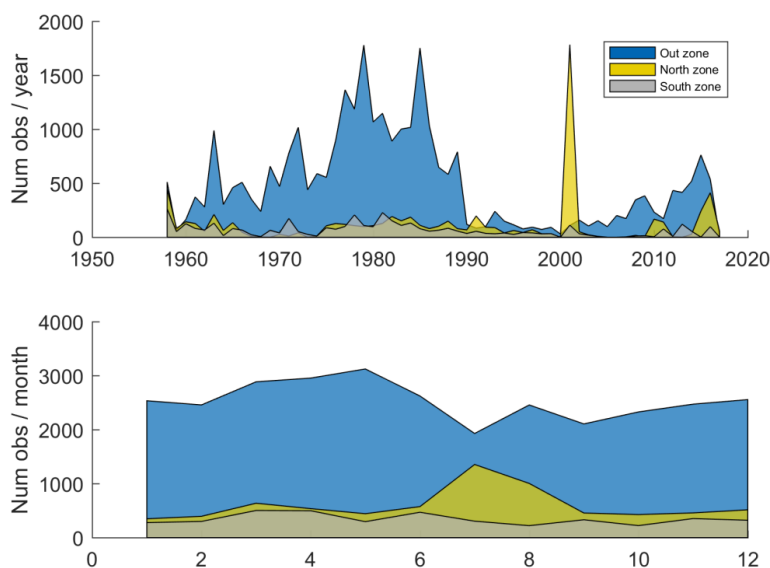 2000
1500
1000
500
0
Num obs / year
Out zone
North zone
South zone
1950 1960 1970 1980 1990 2000 2010 2020
4000
3000
2000
1000
0
Num obs / month
0 2 4 6 8 10 12